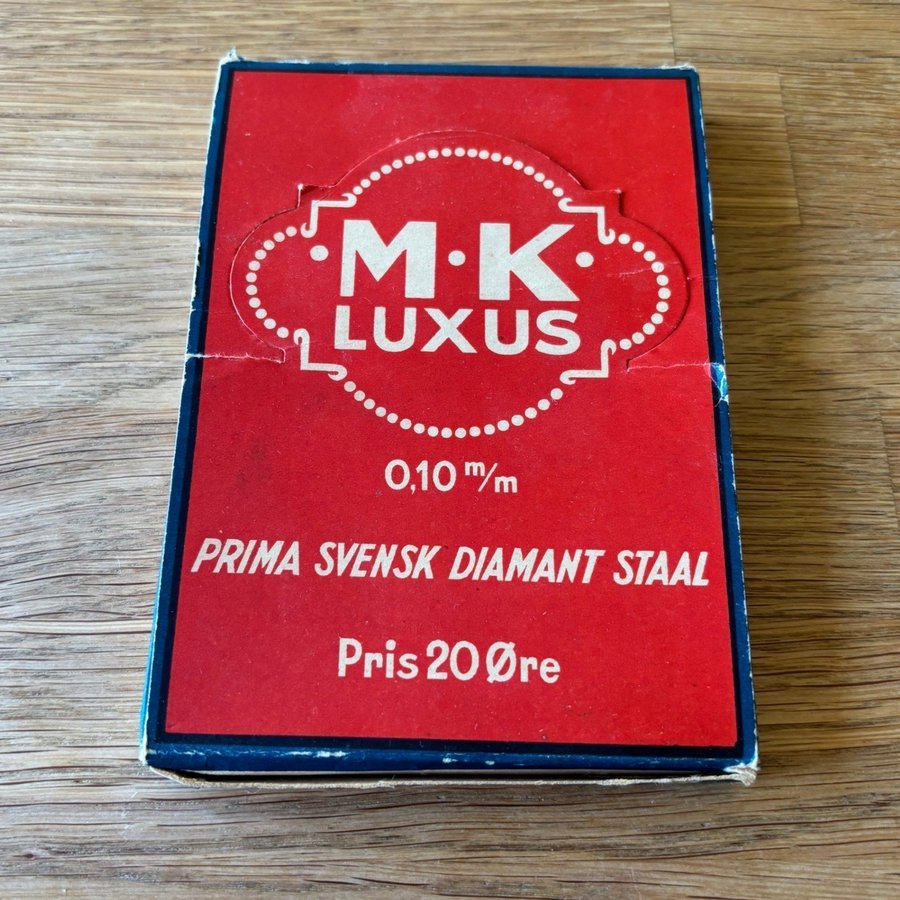 ·M·K·
LUXUS
0,10 m/m
PRIMA SVENSK DIAMANT STAAL
Pris 20 Øre